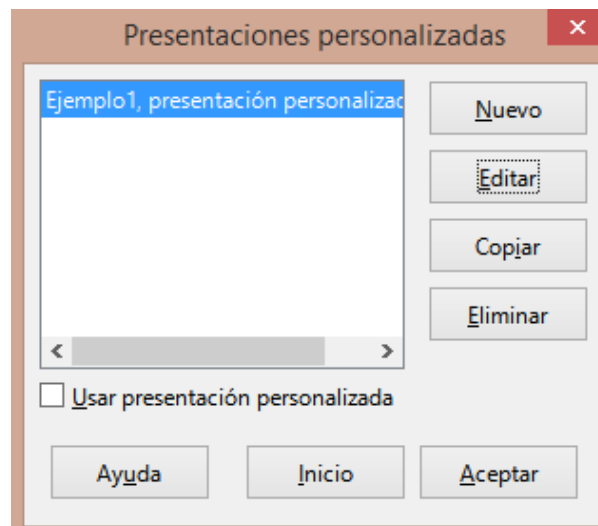 Presentaciones personalizadas
Ejemplo1, presentación personalizac
Nuevo
Editar
Copiar
Eliminar
Usar presentación personalizada
Ayuda
Inicio
Aceptar